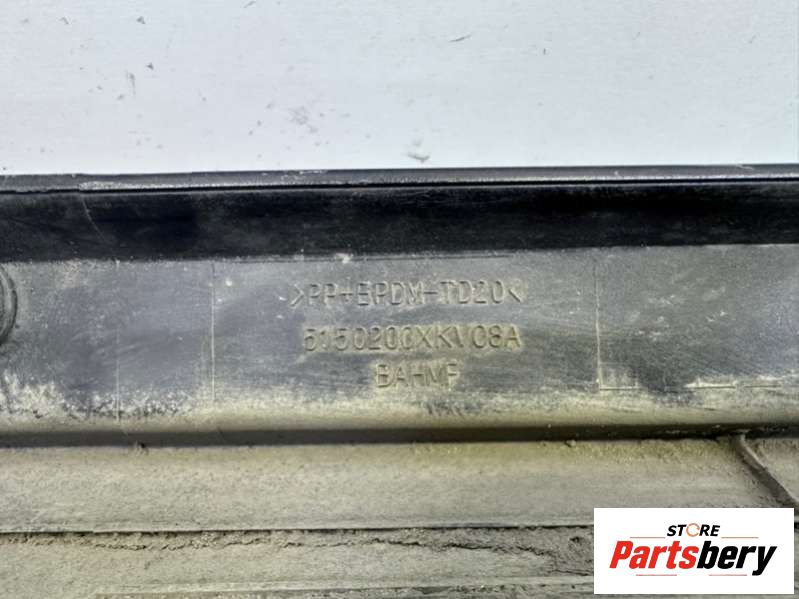 >PP+EPDM-TD20<
5150200XKV08A
BAHMF
STORE
Partsbery